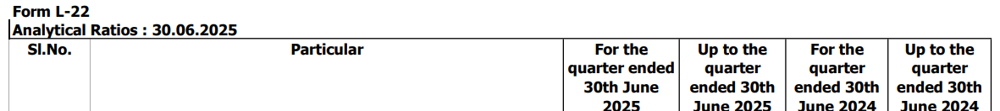 Form L-22
Analytical Ratios : 30.06.2025
Sl.No. Particular For the Up to the For the Up to the
quarter ended quarter quarter quarter
30th June ended 30th ended 30th ended 30th
2025 June 2025 June 2024 June 2024